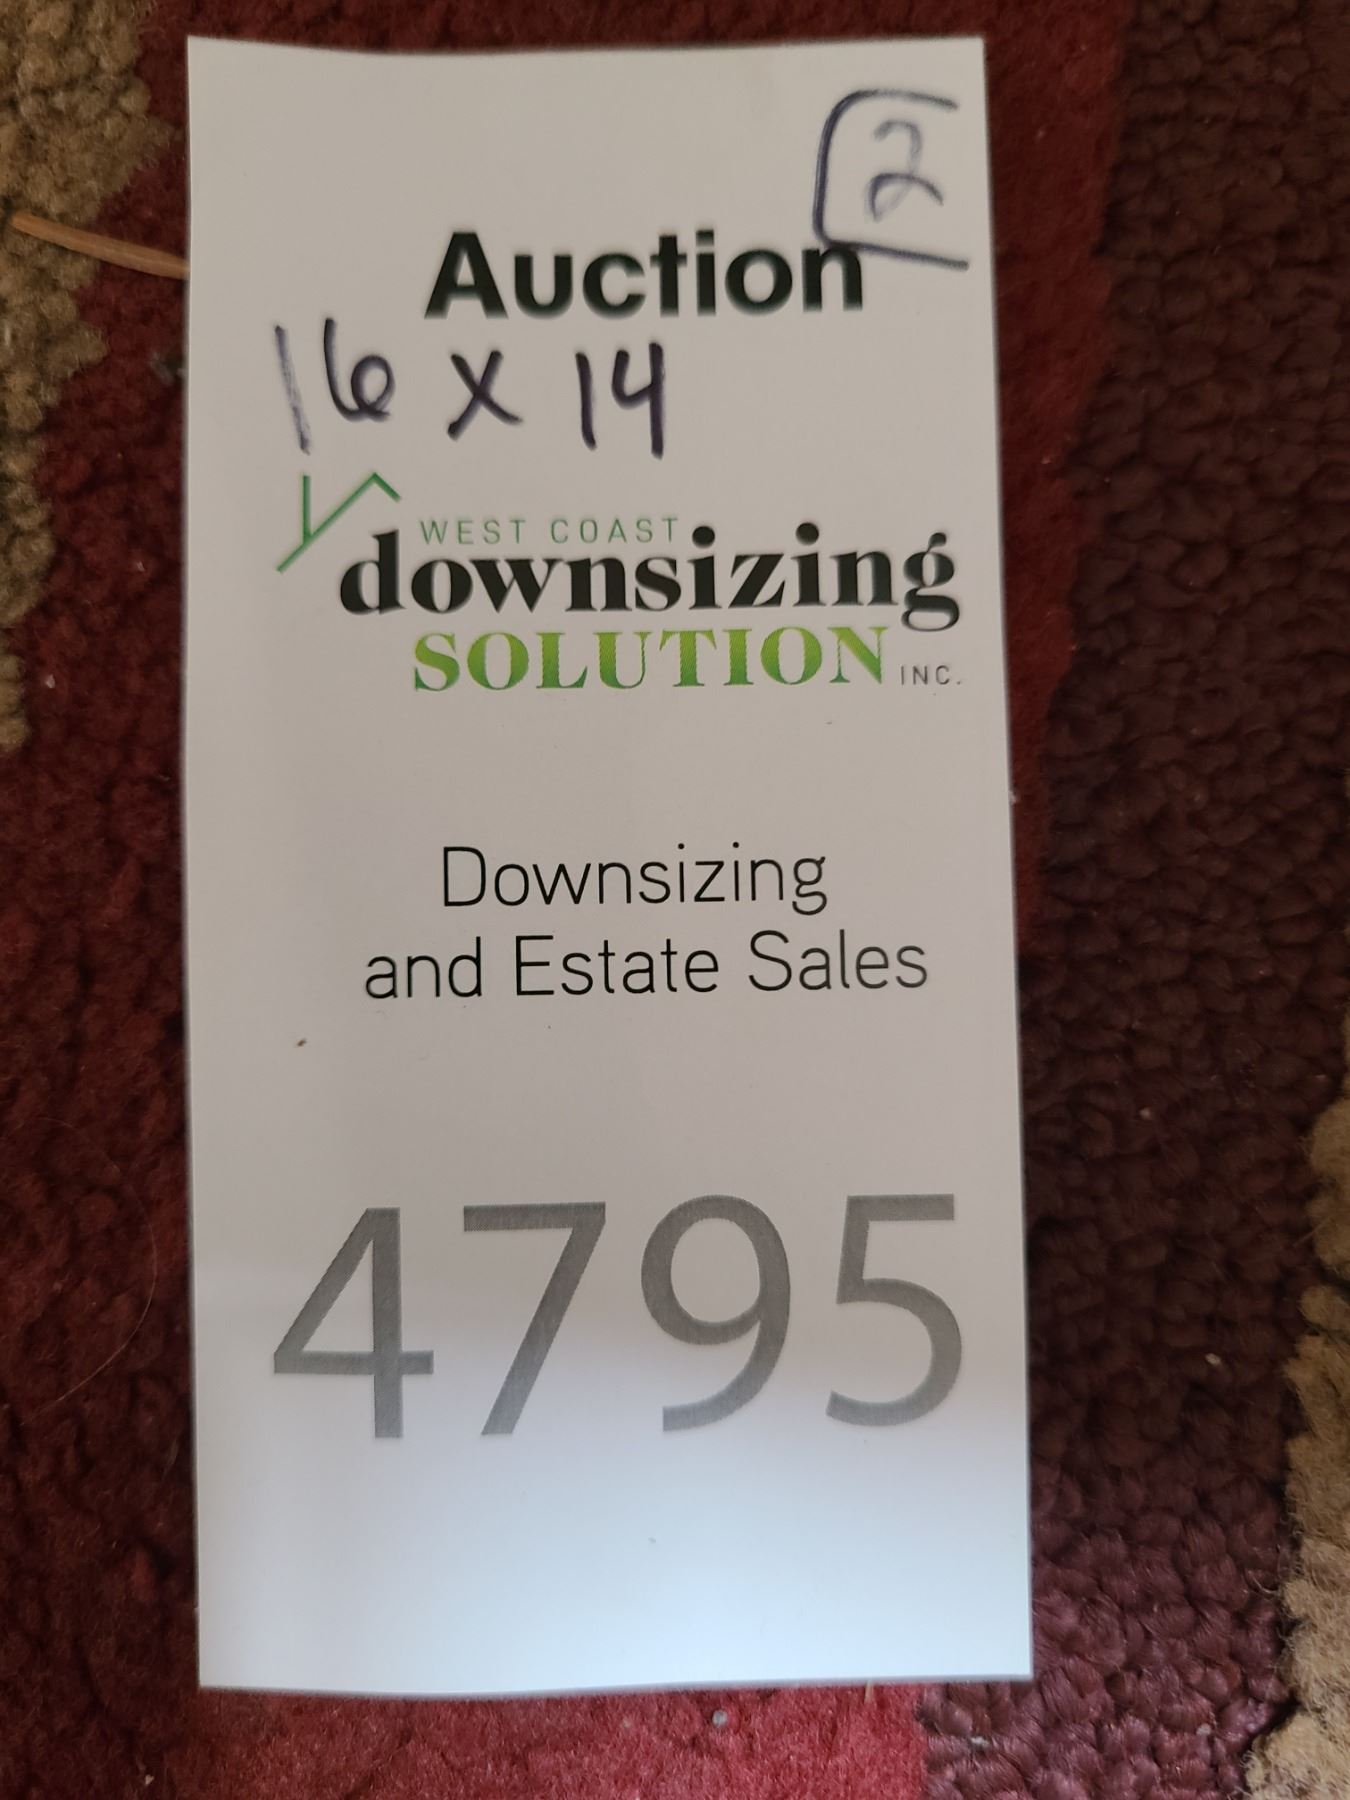 2
Auction
16 x 14
WEST COAST
downsizing
SOLUTION INC.
Downsizing
and Estate Sales
4795